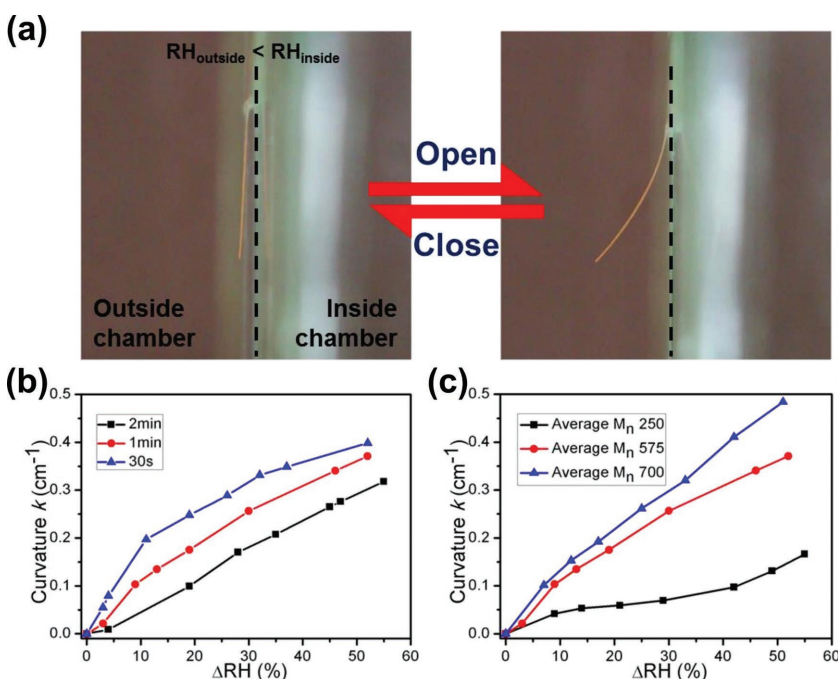 (a)
RH_outside < RH_inside
Open
Close
Outside chamber
Inside chamber
(b)
Curvature k (cm⁻¹)
0.5
0.4
0.3
0.2
0.1
0.0
2min
1min
30s
0 10 20 30 40 50 60
ΔRH (%)
(c)
Curvature k (cm⁻¹)
0.5
0.4
0.3
0.2
0.1
0.0
Average Mₙ 250
Average Mₙ 575
Average Mₙ 700
0 10 20 30 40 50 60
ΔRH (%)